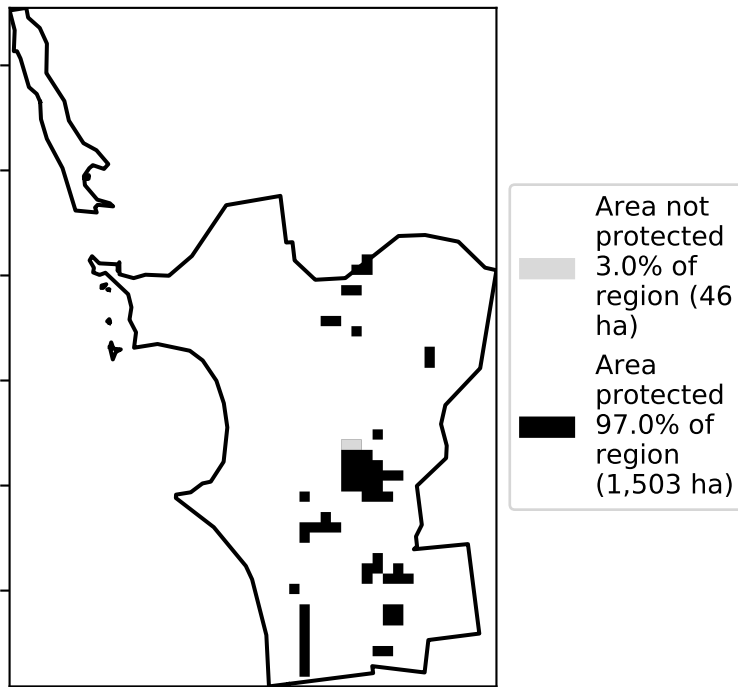 Area not
protected
3.0% of
region (46
ha)
Area
protected
97.0% of
region
(1,503 ha)